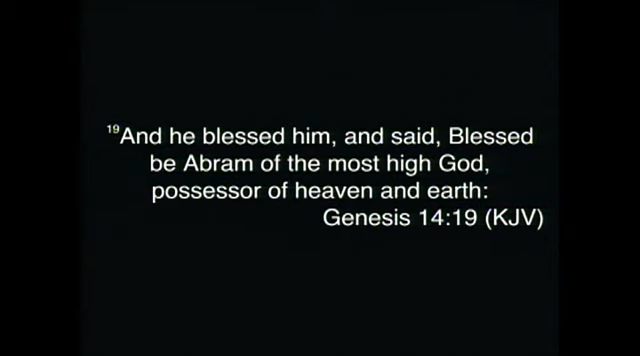 19And he blessed him, and said, Blessed
be Abram of the most high God,
possessor of heaven and earth:
Genesis 14:19 (KJV)